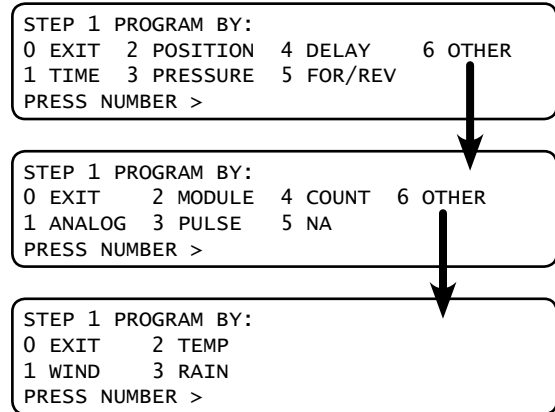 STEP 1 PROGRAM BY:
0 EXIT 2 POSITION 4 DELAY 6 OTHER
1 TIME 3 PRESSURE 5 FOR/REV
PRESS NUMBER >
STEP 1 PROGRAM BY:
0 EXIT 2 MODULE 4 COUNT 6 OTHER
1 ANALOG 3 PULSE 5 NA
PRESS NUMBER >
STEP 1 PROGRAM BY:
0 EXIT 2 TEMP
1 WIND 3 RAIN
PRESS NUMBER >